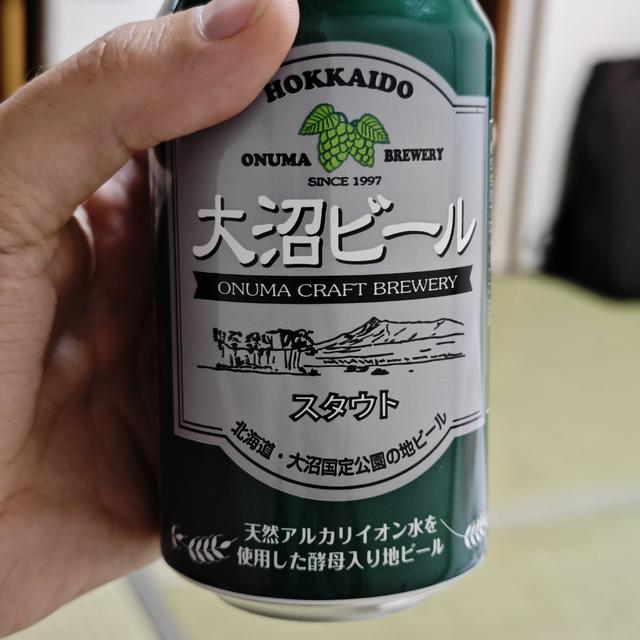 HOKKAIDO
ONUMA BREWERY
SINCE 1997
大沼ビール
ONUMA CRAFT BREWERY
スタウト
北海道・大沼国定公園の地ビール
天然アルカリイオン水を
使用した酵母入り地ビール